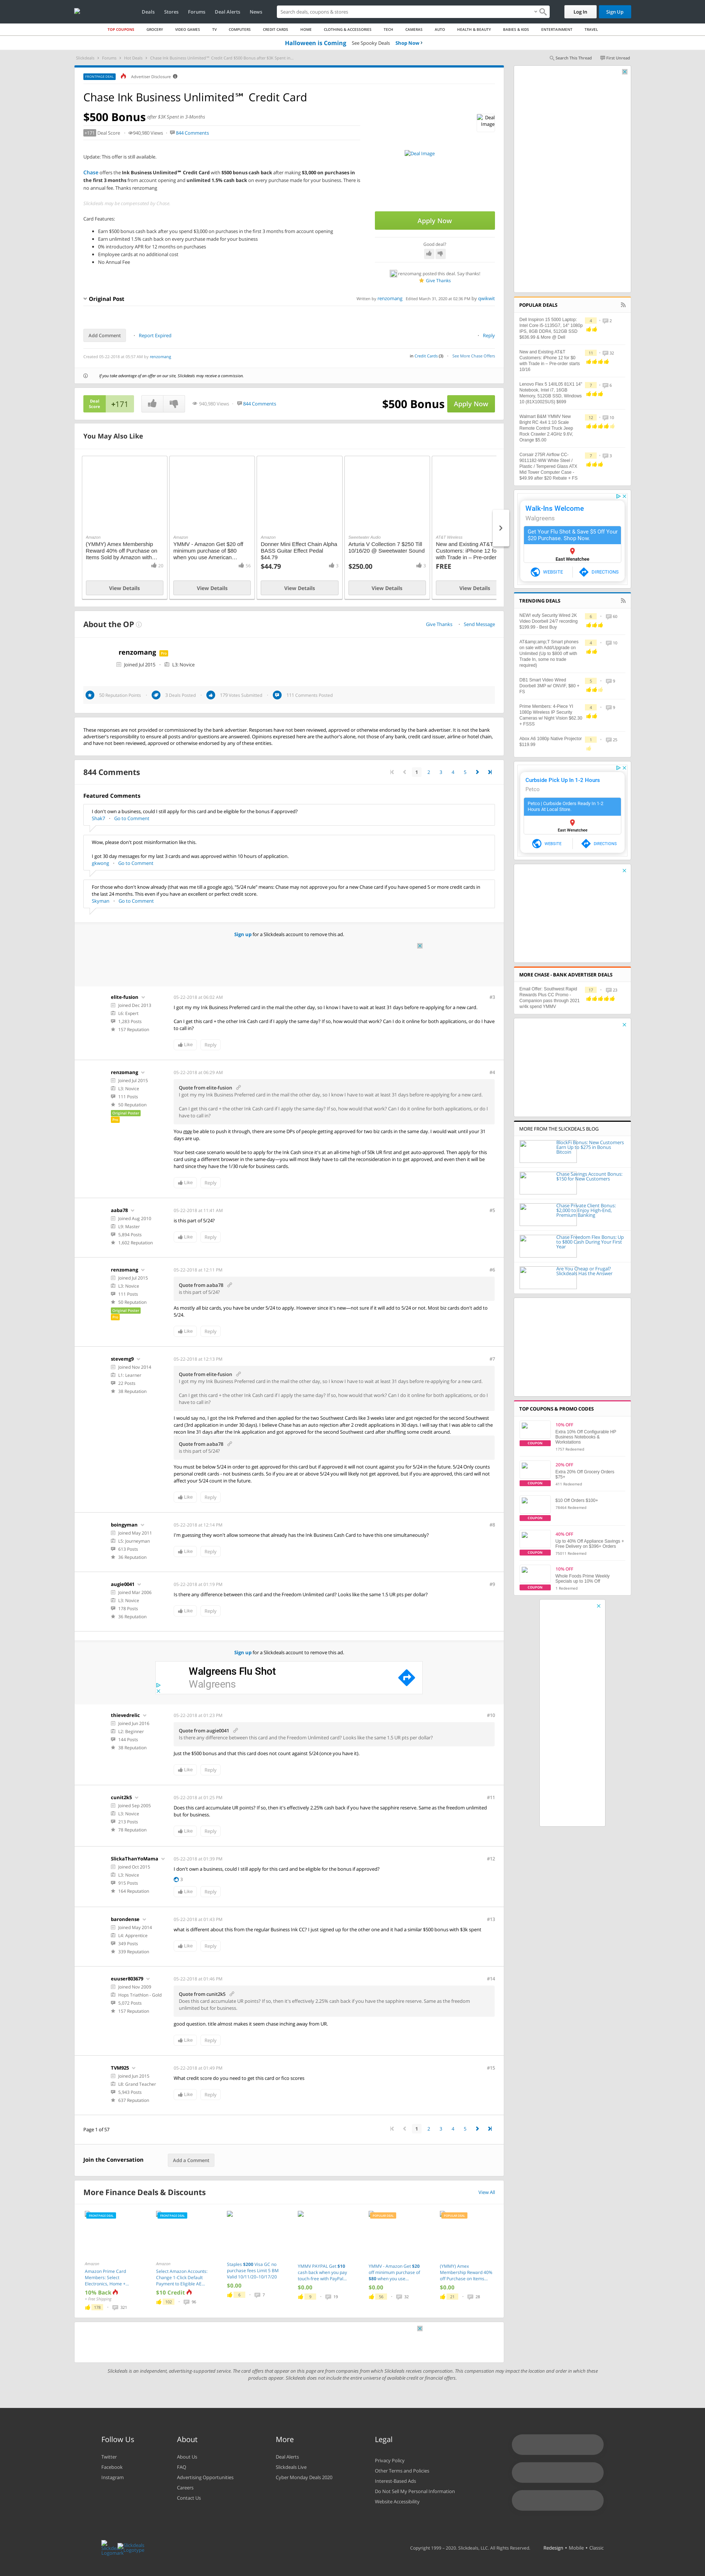 Deals
Stores
Forums
Deal Alerts
News
Search deals, coupons & stores
Log In
Sign Up
TOP COUPONS
GROCERY
VIDEO GAMES
TV
COMPUTERS
CREDIT CARDS
HOME
CLOTHING & ACCESSORIES
TECH
CAMERAS
AUTO
HEALTH & BEAUTY
BABIES & KIDS
ENTERTAINMENT
TRAVEL
Halloween is Coming See Spooky Deals Shop Now ›
Search This Thread
Find Unread
FRONTPAGE DEAL
Advertiser Disclosure
Chase Ink Business Unlimited℠ Credit Card
$500 Bonus after $3K Spent in 3-Months
+171 Deal Score
940,980 Views
844 Comments
Deal Image
Update: This offer is still available.
Chase offers the Ink Business Unlimited℠ Credit Card with $500 bonus cash back after making $3,000 on purchases in
the first 3 months from account opening and unlimited 1.5% cash back on every purchase made for your business. There is
no annual fee. Thanks renzomang
Slickdeals may be compensated by Chase.
Card Features:
Earn $500 bonus cash back after you spend $3,000 on purchases in the first 3 months from account opening
Earn unlimited 1.5% cash back on every purchase made for your business
0% introductory APR for 12 months on purchases
Employee cards at no additional cost
No Annual Fee
Deal Image
Apply Now
Good deal?
renzomang posted this deal. Say thanks!
Give Thanks
Original Post
Written by renzomang Edited March 31, 2020 at 02:36 PM by qwikwit
Add Comment
Report Expired
Reply
Created 05-22-2018 at 05:57 AM by renzomang
in Credit Cards (3)
See More Chase Offers
If you take advantage of an offer on our site, Slickdeals may receive a commission.
Deal Score
+171
940,980 Views
844 Comments
$500 Bonus
Apply Now
You May Also Like
Amazon
(YMMY) Amex Membership Reward 40% off Purchase on Items Sold by Amazon with...
View Details
Amazon
YMMV - Amazon Get $20 off minimum purchase of $80 when you use American...
View Details
Amazon
Donner Mini Effect Chain Alpha BASS Guitar Effect Pedal $44.79
$44.79
View Details
Sweetwater Audio
Arturia V Collection 7 $250 Till 10/16/20 @ Sweetwater Sound
$250.00
View Details
AT&T Wireless
New and Existing AT&T Customers: iPhone 12 fo with Trade in – Pre-order
FREE
View Details
About the OP
Give Thanks
Send Message
renzomang
Pro
Joined Jul 2015
L3: Novice
50 Reputation Points
3 Deals Posted
179 Votes Submitted
111 Comments Posted
These responses are not provided or commissioned by the bank advertiser. Responses have not been reviewed, approved or otherwise endorsed by the bank advertiser. It is not the bank
advertiser's responsibility to ensure all posts and/or questions are answered. Opinions expressed here are author's alone, not those of any bank, credit card issuer, airline or hotel chain,
and have not been reviewed, approved or otherwise endorsed by any of these entities.
844 Comments
1 2 3 4 5
Featured Comments
I don't own a business, could I still apply for this card and be eligible for the bonus if approved?
Shak7
Go to Comment
Wow, please don't post misinformation like this.
I got 30 day messages for my last 3 cards and was approved within 10 hours of application.
gkwong
Go to Comment
For those who don't know already (that was me till a google ago), "5/24 rule" means: Chase may not approve you for a new Chase card if you have opened 5 or more credit cards in
the last 24 months. This even if you have an excellent or perfect credit score.
Skyman
Go to Comment
Sign up for a Slickdeals account to remove this ad.
elite-fusion
Joined Dec 2013
L6: Expert
1,283 Posts
157 Reputation
05-22-2018 at 06:02 AM
#3
I got my my Ink Business Preferred card in the mail the other day, so I know I have to wait at least 31 days before re-applying for a new card.
Can I get this card + the other Ink Cash card if I apply the same day? If so, how would that work? Can I do it online for both applications, or do I have
to call in?
Like
Reply
renzomang
Joined Jul 2015
L3: Novice
111 Posts
50 Reputation
Original Poster
Pro
05-22-2018 at 06:29 AM
#4
Quote from elite-fusion
I got my my Ink Business Preferred card in the mail the other day, so I know I have to wait at least 31 days before re-applying for a new card.
Can I get this card + the other Ink Cash card if I apply the same day? If so, how would that work? Can I do it online for both applications, or do I have to call in?
You may be able to push it through, there are some DPs of people getting approved for two biz cards in the same day. I would wait until your 31
days are up.
Your best-case scenario would be to apply for the Ink Cash since it's at an all-time high of 50K for the lowest credit limit and get auto-approved. Then apply for this
card using a different browser in the same day—you will most likely have to call the reconsideration line to get approved, and even then it will be
hard since they have the 1/30 rule for business cards.
Like
Reply
aaba78
Joined Aug 2010
L9: Master
5,894 Posts
1,602 Reputation
05-22-2018 at 11:41 AM
#5
is this part of 5/24?
Like
Reply
renzomang
Joined Jul 2015
L3: Novice
111 Posts
50 Reputation
Original Poster
Pro
05-22-2018 at 12:11 PM
#6
Quote from aaba78
is this part of 5/24?
As mostly all biz cards, you have be under 5/24 to apply. However since it's new—not sure if it will add to 5/24 or not. Most bis cards don't add to
5/24.
Like
Reply
stevemg9
Joined Nov 2014
L1: Learner
22 Posts
38 Reputation
05-22-2018 at 12:13 PM
#7
Quote from elite-fusion
I got my my Ink Business Preferred card in the mail the other day, so I know I have to wait at least 31 days before re-applying for a new card.
Can I get this card + the other Ink Cash card if I apply the same day? If so, how would that work? Can I do it online for both applications, or do I have to call in?
I would say no, I got the Ink Preferred and then applied for the two Southwest Cards like 3 weeks later and got rejected for the second Southwest
card (3rd application in under 30 days). I believe Chase has an auto rejection after 2 applications in 30 days. That said I was able to call the
recon line 31 days after the Ink application and got approved for the second Southwest card after shuffling some credit around.
Quote from aaba78
is this part of 5/24?
You must be below 5/24 in order to get approved for this card but if approved it will not count against you for 5/24 in the future. 5/24 Only counts
personal credit cards - not business cards. So if you are at or above 5/24 you will likely not get approved, but if you are approved, this card will not
affect your 5/24 count in the future.
Like
Reply
boingyman
Joined May 2011
L5: Journeyman
613 Posts
36 Reputation
05-22-2018 at 12:14 PM
#8
I'm guessing they won't allow someone that already has the Ink Business Cash Card to have this one simultaneously?
Like
Reply
augie0041
Joined Mar 2006
L3: Novice
178 Posts
36 Reputation
05-22-2018 at 01:19 PM
#9
Is there any difference between this card and the Freedom Unlimited card? Looks like the same 1.5 UR pts per dollar?
Like
Reply
Sign up for a Slickdeals account to remove this ad.
Walgreens Flu Shot
Walgreens
thievedrelic
Joined Jun 2016
L2: Beginner
144 Posts
38 Reputation
05-22-2018 at 01:23 PM
#10
Quote from augie0041
Is there any difference between this card and the Freedom Unlimited card? Looks like the same 1.5 UR pts per dollar?
Just the $500 bonus and that this card does not count against 5/24 (once you have it).
Like
Reply
cunit2k5
Joined Sep 2005
L3: Novice
213 Posts
78 Reputation
05-22-2018 at 01:25 PM
#11
Does this card accumulate UR points? If so, then it's effectively 2.25% cash back if you have the sapphire reserve. Same as the freedom unlimited
but for business.
Like
Reply
SlickaThanYoMama
Joined Oct 2015
L3: Novice
915 Posts
164 Reputation
05-22-2018 at 01:39 PM
#12
I don't own a business, could I still apply for this card and be eligible for the bonus if approved?
3
Like
Reply
barondense
Joined May 2014
L4: Apprentice
349 Posts
339 Reputation
05-22-2018 at 01:43 PM
#13
what is different about this from the regular Business Ink CC? I just signed up for the other one and it had a similar $500 bonus with $3k spent
Like
Reply
euuser803679
Joined Nov 2009
Hops Triathlon - Gold
5,072 Posts
157 Reputation
05-22-2018 at 01:46 PM
#14
Quote from cunit2k5
Does this card accumulate UR points? If so, then it's effectively 2.25% cash back if you have the sapphire reserve. Same as the freedom unlimited but for business.
good question. title almost makes it seem chase inching away from UR.
Like
Reply
TVM925
Joined Jun 2015
L8: Grand Teacher
5,943 Posts
637 Reputation
05-22-2018 at 01:49 PM
#15
What credit score do you need to get this card or fico scores
Like
Reply
Page 1 of 57
1 2 3 4 5
Join the Conversation
Add a Comment
More Finance Deals & Discounts
View All
FRONTPAGE DEAL
Amazon
Amazon Prime Card Members: Select Electronics, Home +...
10% Back
+ Free Shipping
FRONTPAGE DEAL
Amazon
Select Amazon Accounts: Change 1-Click Default Payment to Eligible AE...
$10 Credit
Staples $200 Visa GC no purchase fees Limit 5 BM Valid 10/11/20-10/17/20
$0.00
YMMV PAYPAL Get $10 cash back when you pay touch-free with PayPal...
$0.00
YMMV - Amazon Get $20 off minimum purchase of $80 when you use...
$0.00
(YMMY) Amex Membership Reward 40% off Purchase on items...
$0.00
Slickdeals is an independent, advertising-supported service. The card offers that appear on this page are from companies from which Slickdeals receives compensation. This compensation may impact the location and order in which these
products appear. Slickdeals does not include the entire universe of available credit card offers.
POPULAR DEALS
Dell Inspiron 15 5000 Laptop: Intel Core i5-1135G7, 14" 1080p IPS, 8GB DDR4, 512GB SSD $636.99 & More @ Dell
New and Existing AT&T Customers: iPhone 12 for $0 with Trade in – Pre-order starts 10/16
Lenovo Flex 5 14IIL05 81X1 14" Notebook, Intel i7, 16GB Memory, 512GB SSD, Windows 10 (81X1002SUS) $699
Walmart B&M YMMV New Bright RC 4x4 1:10 Scale Remote Control Truck Jeep Rock Crawler 2.4GHz 9.6V, Orange $5.00
Corsair 275R Airflow CC-9011182-WW White Steel / Plastic / Tempered Glass ATX Mid Tower Computer Case - $49.99 after $20 Rebate + FS
Walk-Ins Welcome
Walgreens
Get Your Flu Shot & Save $5 Off Your $20 Purchase. Shop Now.
East Wenatchee
WEBSITE
DIRECTIONS
TRENDING DEALS
NEW! eufy Security Wired 2K Video Doorbell 24/7 recording $199.99 - Best Buy
AT&amp;amp;T Smart phones on sale with Add/Upgrade on Unlimited (Up to $800 off with Trade In, some no trade required)
DB1 Smart Video Wired Doorbell 3MP w/ ONVIF: $80 + FS
Prime Members: 4-Piece YI 1080p Wireless IP Security Cameras w/ Night Vision $62.30 + FSSS
Abox A6 1080p Native Projector $119.99
Curbside Pick Up In 1-2 Hours
Petco
Petco | Curbside Orders Ready In 1-2 Hours At Local Store.
East Wenatchee
WEBSITE
DIRECTIONS
MORE CHASE - BANK ADVERTISER DEALS
Email Offer: Southwest Rapid Rewards Plus CC Promo - Companion pass through 2021 w/4k spend YMMV
MORE FROM THE SLICKDEALS BLOG
BlockFi Bonus: New Customers Earn Up to $275 in Bonus Bitcoin
Chase Savings Account Bonus: $150 for New Customers
Chase Private Client Bonus: $2,000 to Enjoy High-End, Premium Banking
Chase Freedom Flex Bonus: Up to $800 Cash During Your First Year
Are You Cheap or Frugal? Slickdeals Has the Answer
TOP COUPONS & PROMO CODES
10% OFF
Extra 10% Off Configurable HP Business Notebooks & Workstations
COUPON
20% OFF
Extra 20% Off Grocery Orders $75+
COUPON
$10 Off Orders $100+
COUPON
40% OFF
Up to 40% Off Appliance Savings + Free Delivery on $396+ Orders
COUPON
10% OFF
Whole Foods Prime Weekly Specials up to 10% Off
1 Redeemed
COUPON
Follow Us
Twitter
Facebook
Instagram
About
About Us
FAQ
Advertising Opportunities
Careers
Contact Us
More
Deal Alerts
Slickdeals Live
Cyber Monday Deals 2020
Legal
Privacy Policy
Other Terms and Policies
Interest-Based Ads
Do Not Sell My Personal Information
Website Accessibility
Copyright 1999 - 2020. Slickdeals, LLC. All Rights Reserved.
Redesign • Mobile • Classic